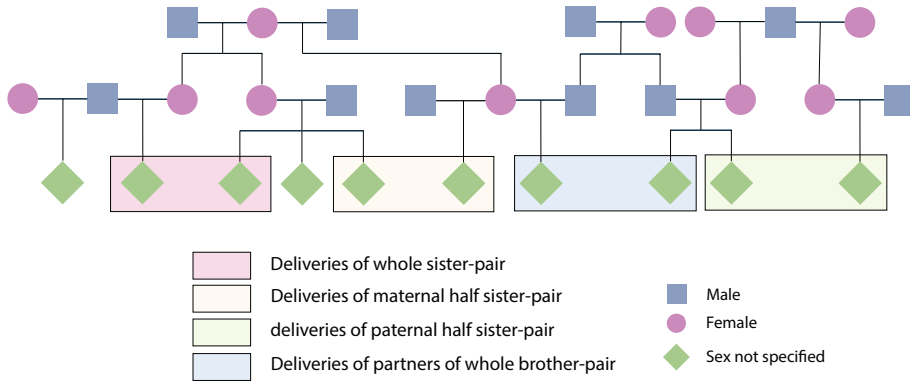 Deliveries of whole sister-pair
Deliveries of maternal half sister-pair
deliveries of paternal half sister-pair
Deliveries of partners of whole brother-pair
Male
Female
Sex not specified